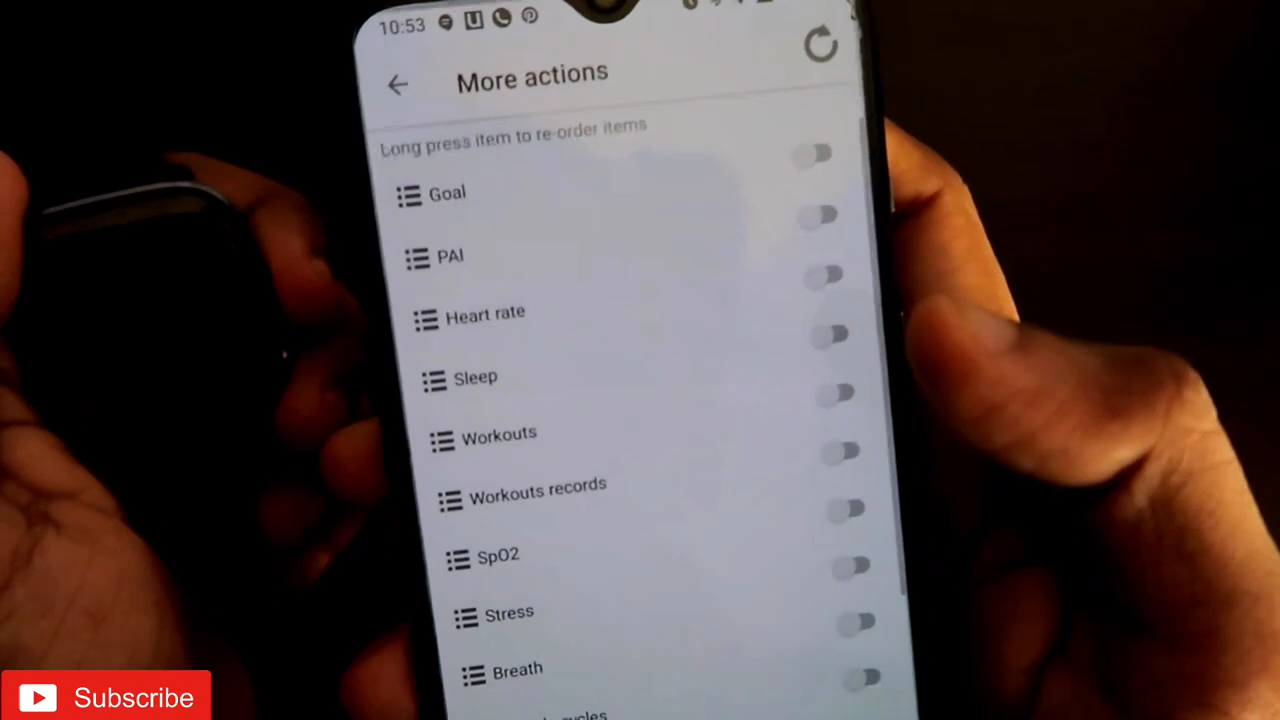 10:53
More actions
Long press item to re-order items
Goal
PAI
Heart rate
Sleep
Workouts
Workouts records
SpO2
Stress
Breath
cycles
Subscribe